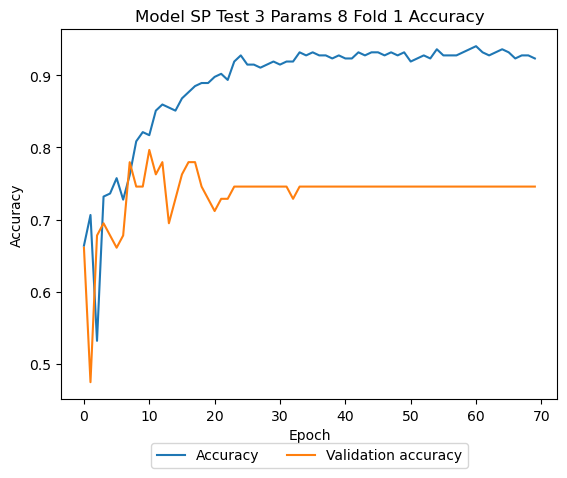 Model SP Test 3 Params 8 Fold 1 Accuracy
0.9
0.8
0.7
0.6
0.5
Accuracy
0 10 20 30 40 50 60 70
Epoch
Accuracy Validation accuracy